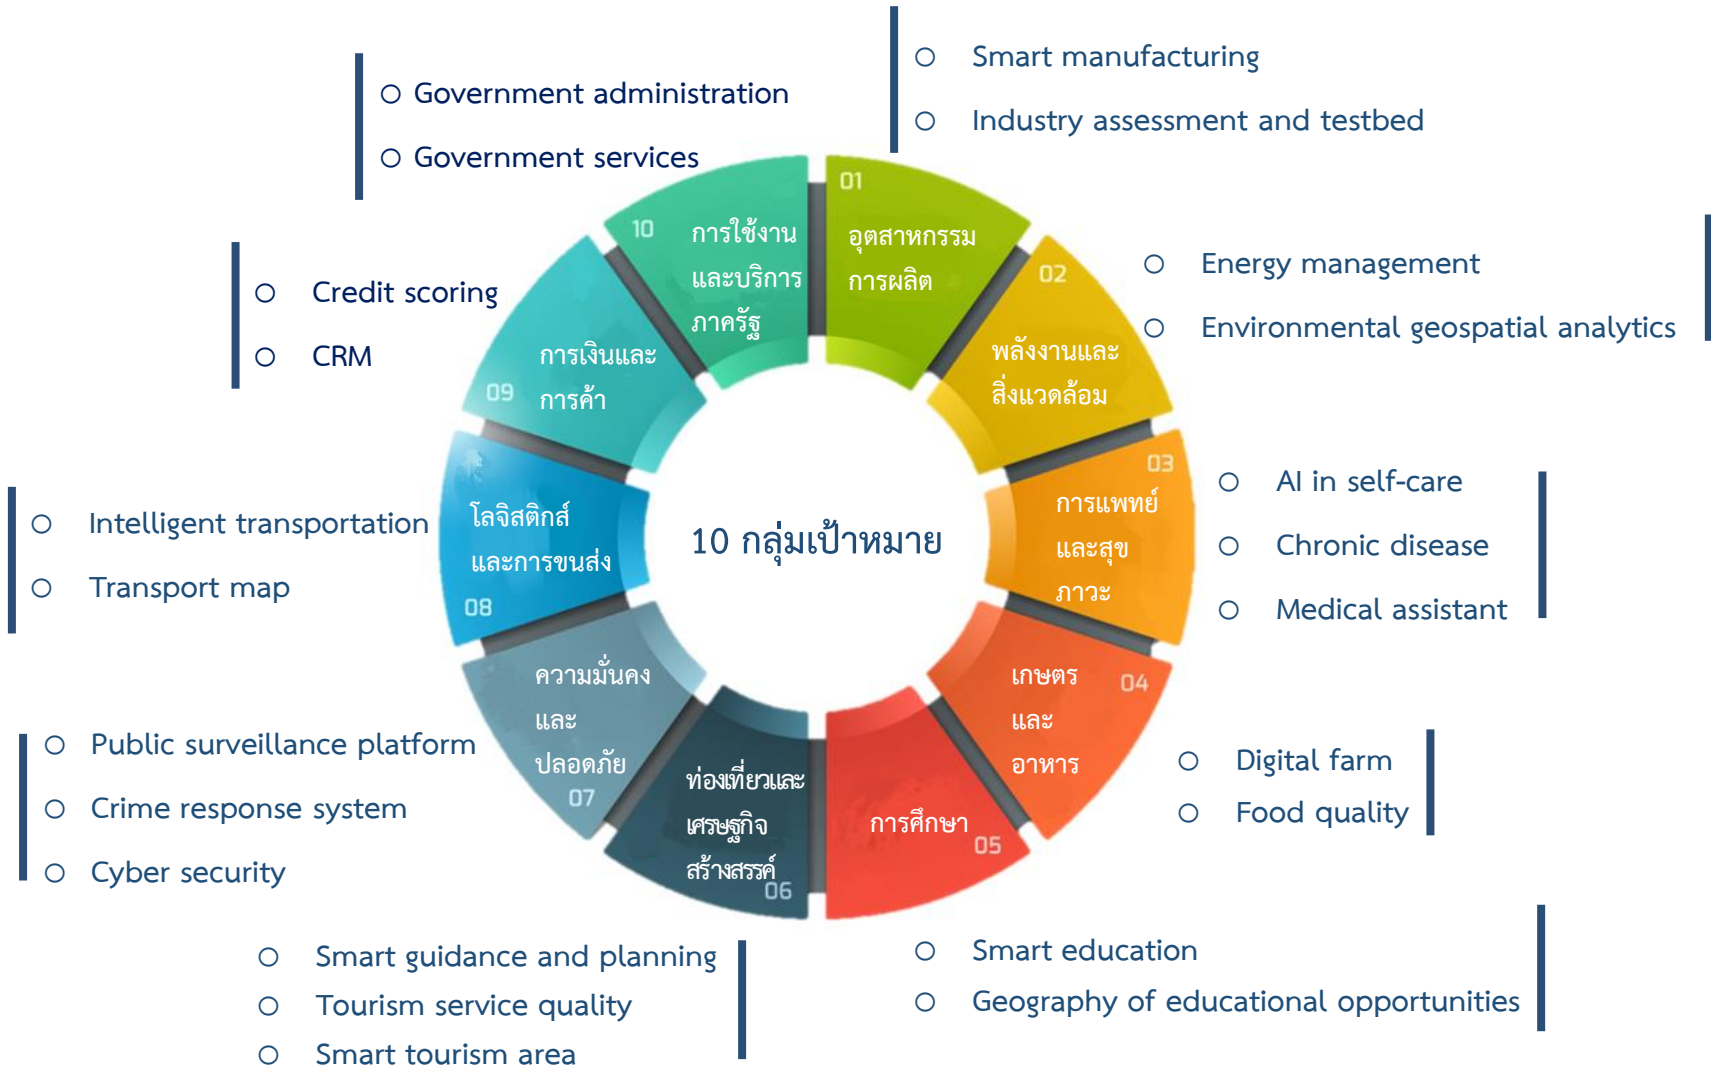 Smart manufacturing
Industry assessment and testbed
Government administration
Government services
01
อุตสาหกรรม
การผลิต
10
การใช้งาน
และบริการ
ภาครัฐ
02
พลังงานและ
สิ่งแวดล้อม
Energy management
Environmental geospatial analytics
Credit scoring
CRM
09
การเงินและ
การค้า
03
การแพทย์
และสุข
ภาวะ
AI in self-care
Chronic disease
Medical assistant
10 กลุ่มเป้าหมาย
Intelligent transportation
Transport map
โลจิสติกส์
และการขนส่ง
08
04
เกษตร
และ
อาหาร
Digital farm
Food quality
ความมั่นคง
และ
ปลอดภัย
07
Public surveillance platform
Crime response system
Cyber security
ท่องเที่ยวและ
เศรษฐกิจ
สร้างสรรค์
06
การศึกษา
05
Smart guidance and planning
Tourism service quality
Smart tourism area
Smart education
Geography of educational opportunities